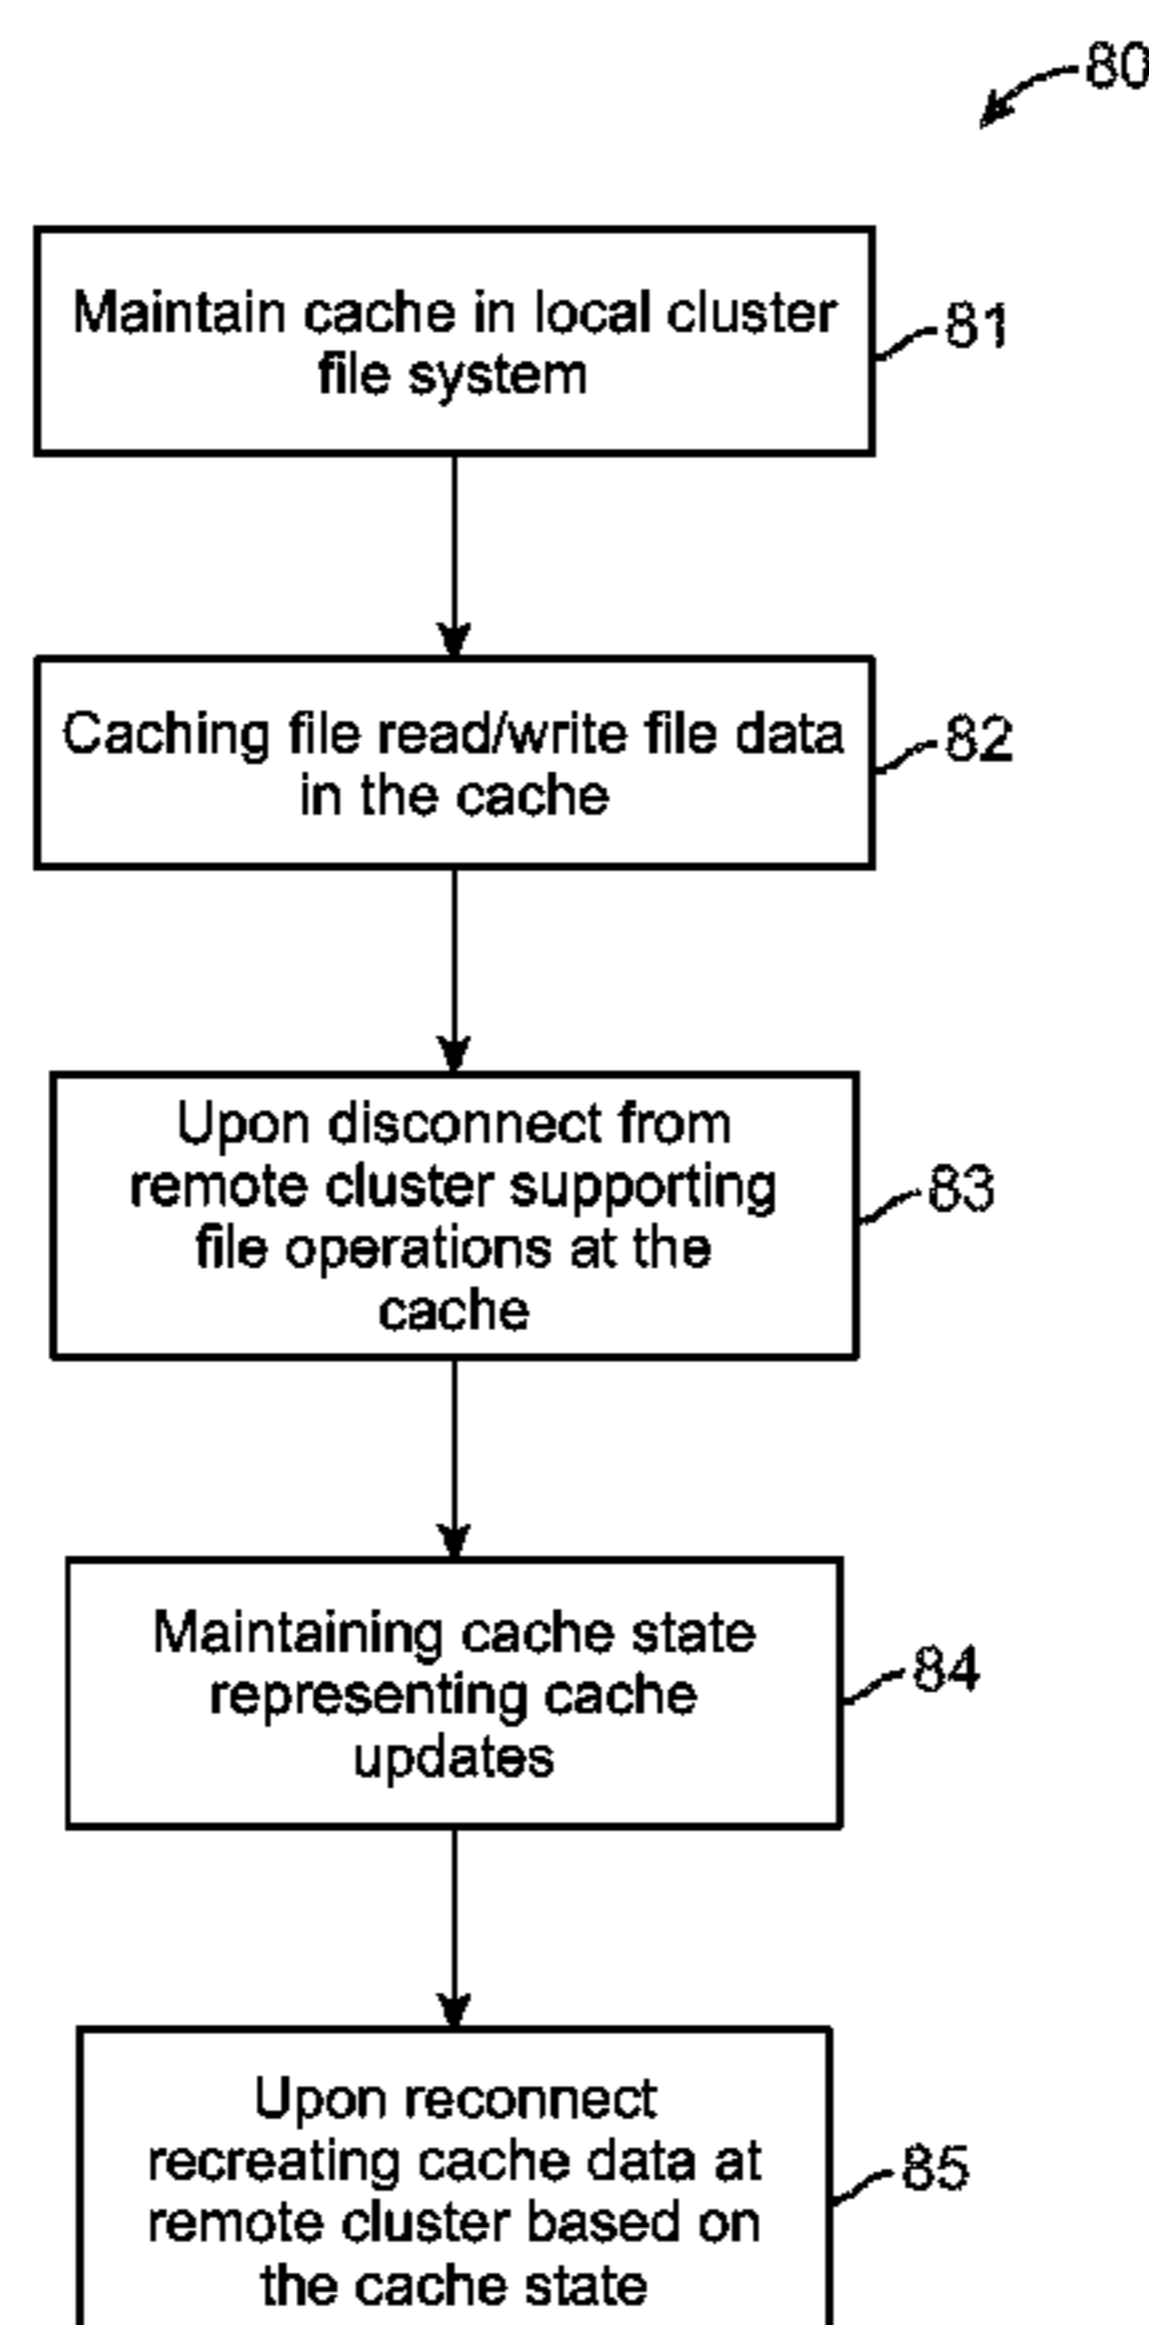 80
Maintain cache in local cluster
file system
81
Caching file read/write file data
in the cache
82
Upon disconnect from
remote cluster supporting
file operations at the
cache
83
Maintaining cache state
representing cache
updates
84
Upon reconnect
recreating cache data at
remote cluster based on
the cache state
85